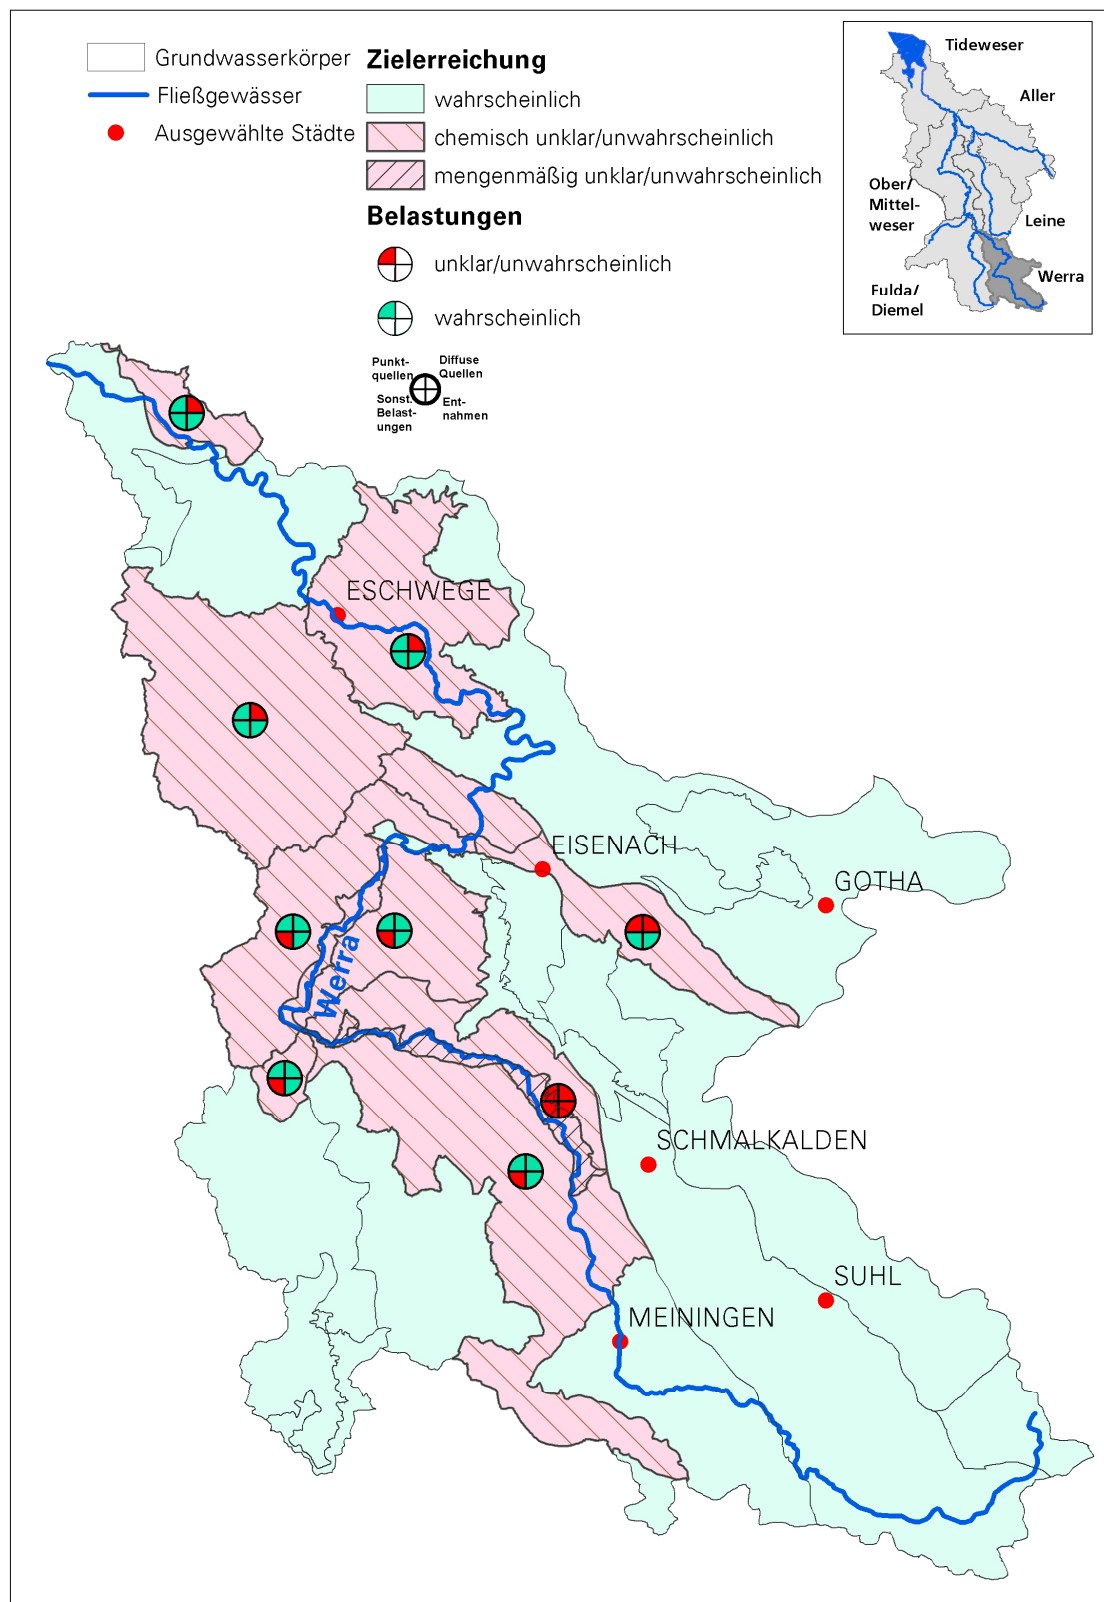 Grundwasserkörper
Fließgewässer
Ausgewählte Städte
Zielerreichung
wahrscheinlich
chemisch unklar/unwahrscheinlich
mengenmäßig unklar/unwahrscheinlich
Belastungen
unklar/unwahrscheinlich
wahrscheinlich
Punkt-
quellen
Diffuse
Quellen
Sonst.
Belast-
ungen
Ent-
nahmen
Tideweser
Aller
Ober/
Mittel-
weser
Leine
Werra
Fulda/
Diemel
ESCHWEGE
EISENACH
GOTHA
Werra
SCHMALKALDEN
SUHL
MEININGEN